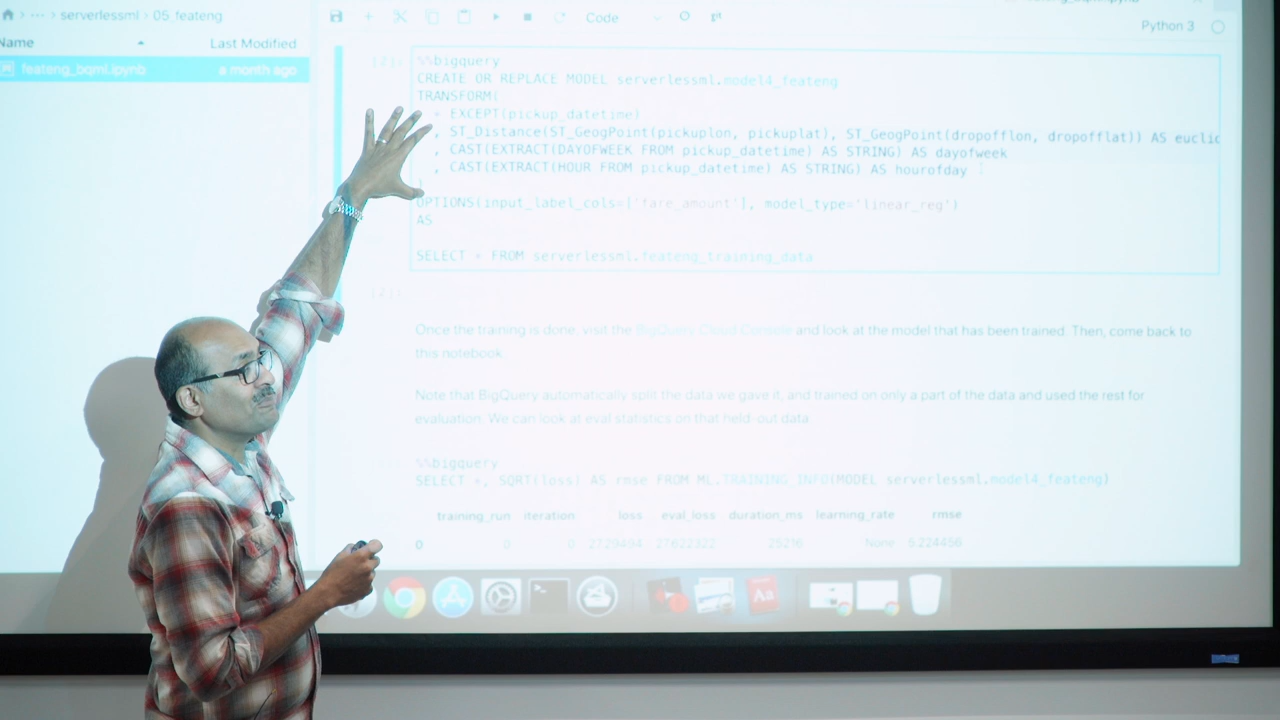 serverlessml > 05_feateng
Name Last Modified
feateng_bqml.ipynb a month ago
Code
Python 3
[2]: %%bigquery
CREATE OR REPLACE MODEL serverlessml.model4_feateng
TRANSFORM(
* EXCEPT(pickup_datetime)
, ST_Distance(ST_GeogPoint(pickuplon, pickuplat), ST_GeogPoint(dropofflon, dropofflat)) AS euclid
, CAST(EXTRACT(DAYOFWEEK FROM pickup_datetime) AS STRING) AS dayofweek
, CAST(EXTRACT(HOUR FROM pickup_datetime) AS STRING) AS hourofday
OPTIONS(input_label_cols=['fare_amount'], model_type='linear_reg')
AS
SELECT * FROM serverlessml.feateng_training_data
[2]:
Once the training is done, visit the BigQuery Cloud Console and look at the model that has been trained. Then, come back to
this notebook.
Note that BigQuery automatically split the data we gave it, and trained on only a part of the data and used the rest for
evaluation. We can look at eval statistics on that held-out data
%%bigquery
SELECT *, SQRT(loss) AS rmse FROM ML.TRAINING_INFO(MODEL serverlessml.model4_feateng)
training_run iteration loss eval_loss duration_ms learning_rate rmse
0 0 0 25216 None 5.224456
Aa